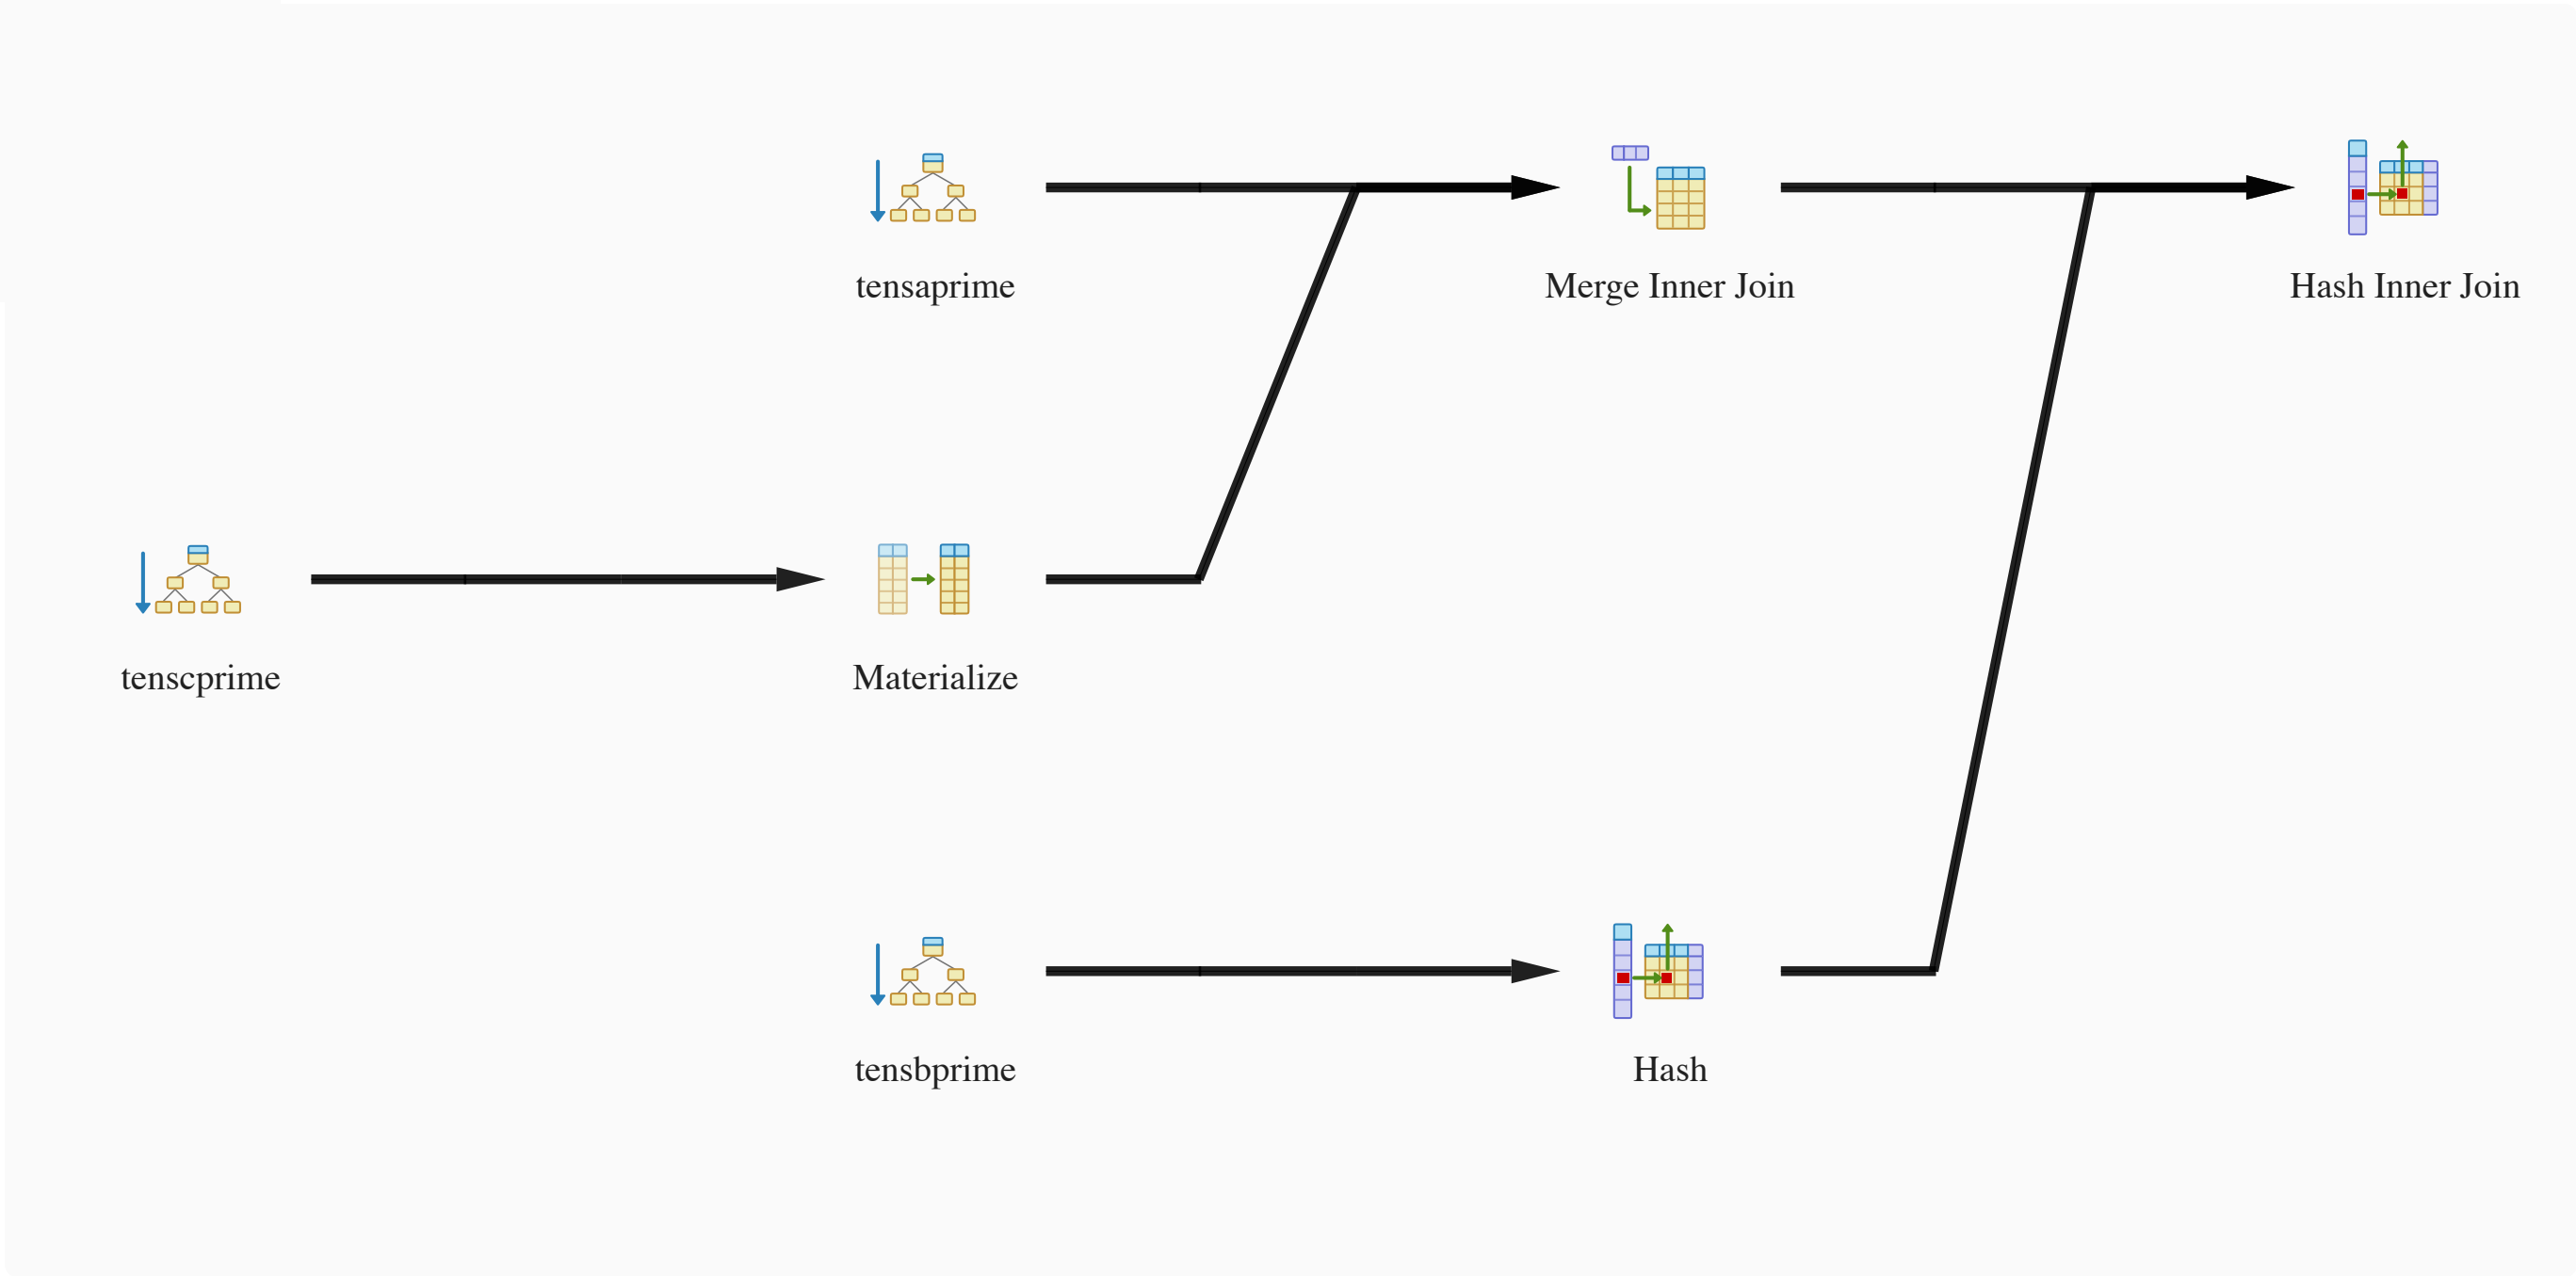 tensaprime
Merge Inner Join
Hash Inner Join
tenscprime
Materialize
tensbprime
Hash